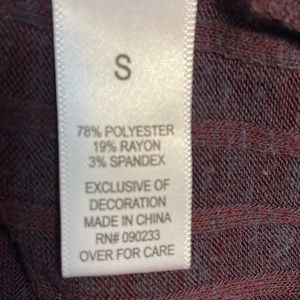 S
78% POLYESTER
19% RAYON
3% SPANDEX
EXCLUSIVE OF
DECORATION
MADE IN CHINA
RN# 090233
OVER FOR CARE